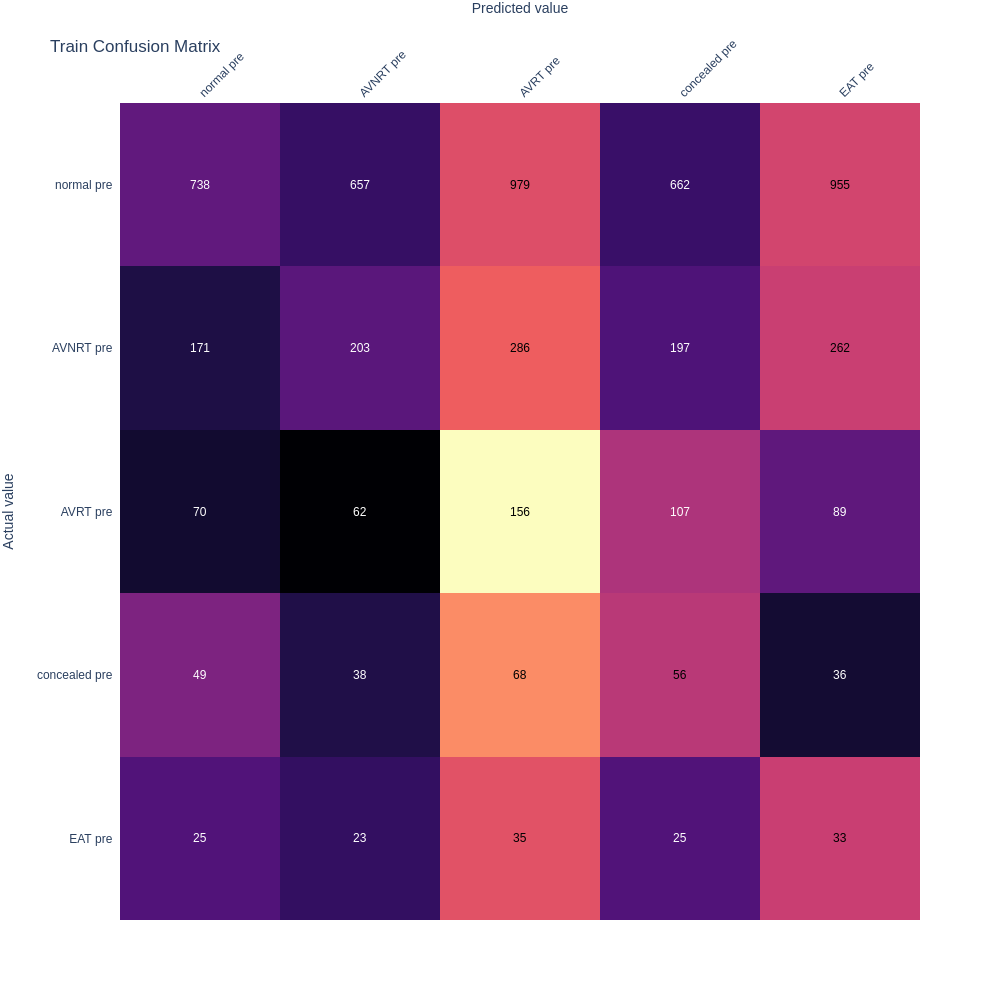 Predicted value
Train Confusion Matrix
normal pre AVNRT pre AVRT pre concealed pre EAT pre
normal pre 738 657 979 662 955
AVNRT pre 171 203 286 197 262
AVRT pre 70 62 156 107 89
concealed pre 49 38 68 56 36
EAT pre 25 23 35 25 33
Actual value